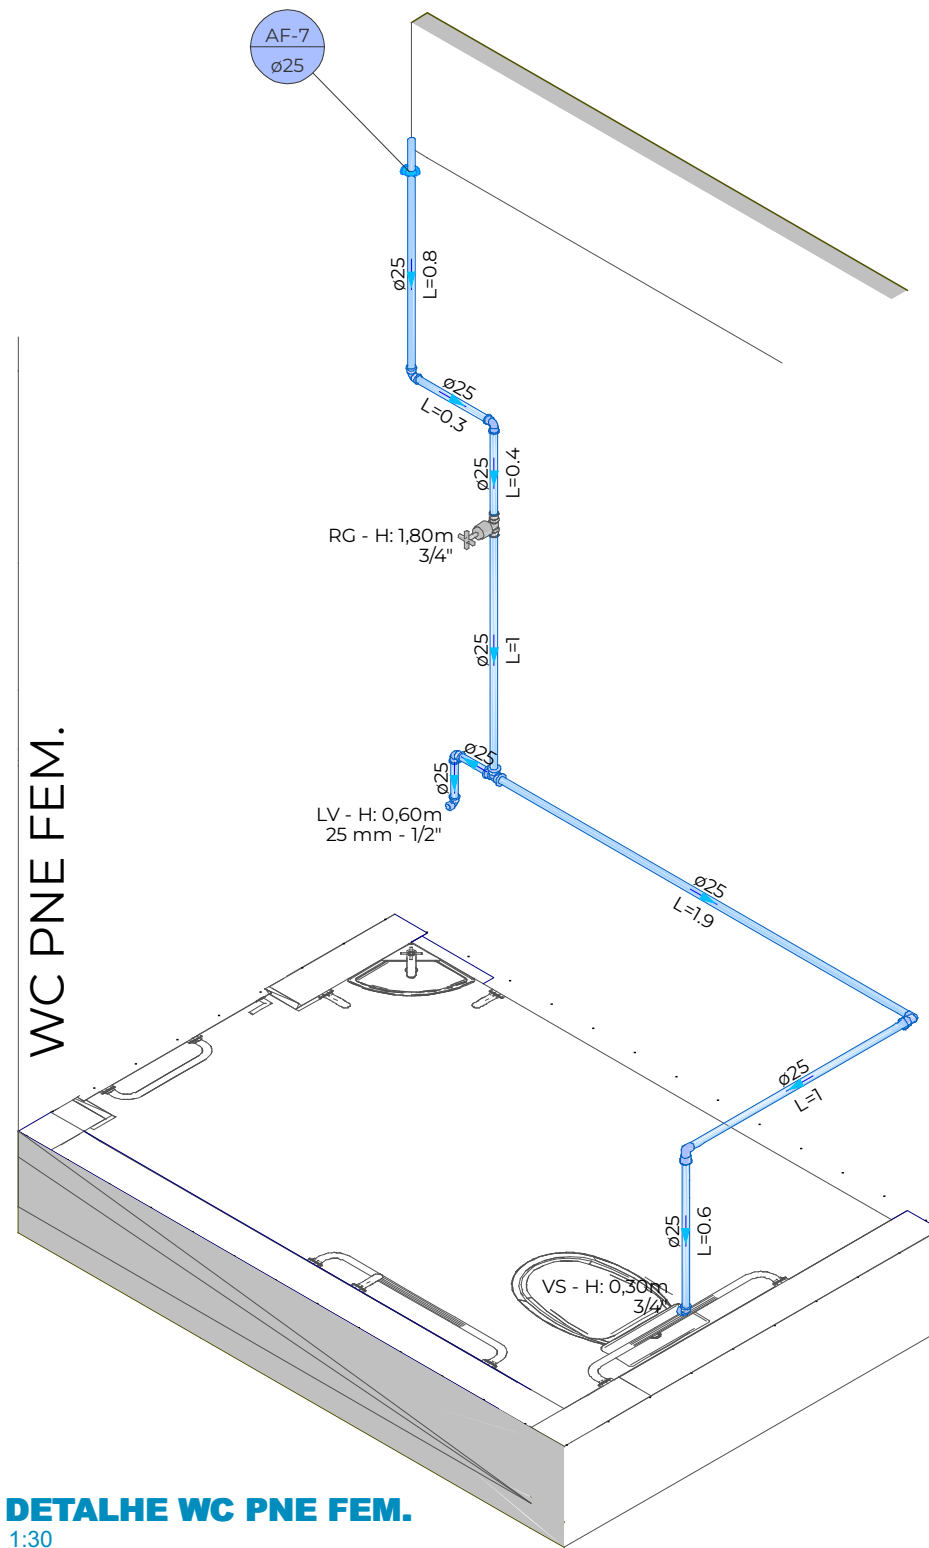 AF-7
ø25
ø25
L=0.8
ø25
L=0.3
ø25
L=0.4
RG - H: 1,80m
3/4"
ø25
L=1
ø25
ø25
LV - H: 0,60m
25 mm - 1/2"
WC PNE FEM.
ø25
L=1.9
ø25
L=1
ø25
L=0.6
VS - H: 0,30m
3/4"
DETALHE WC PNE FEM.
1:30